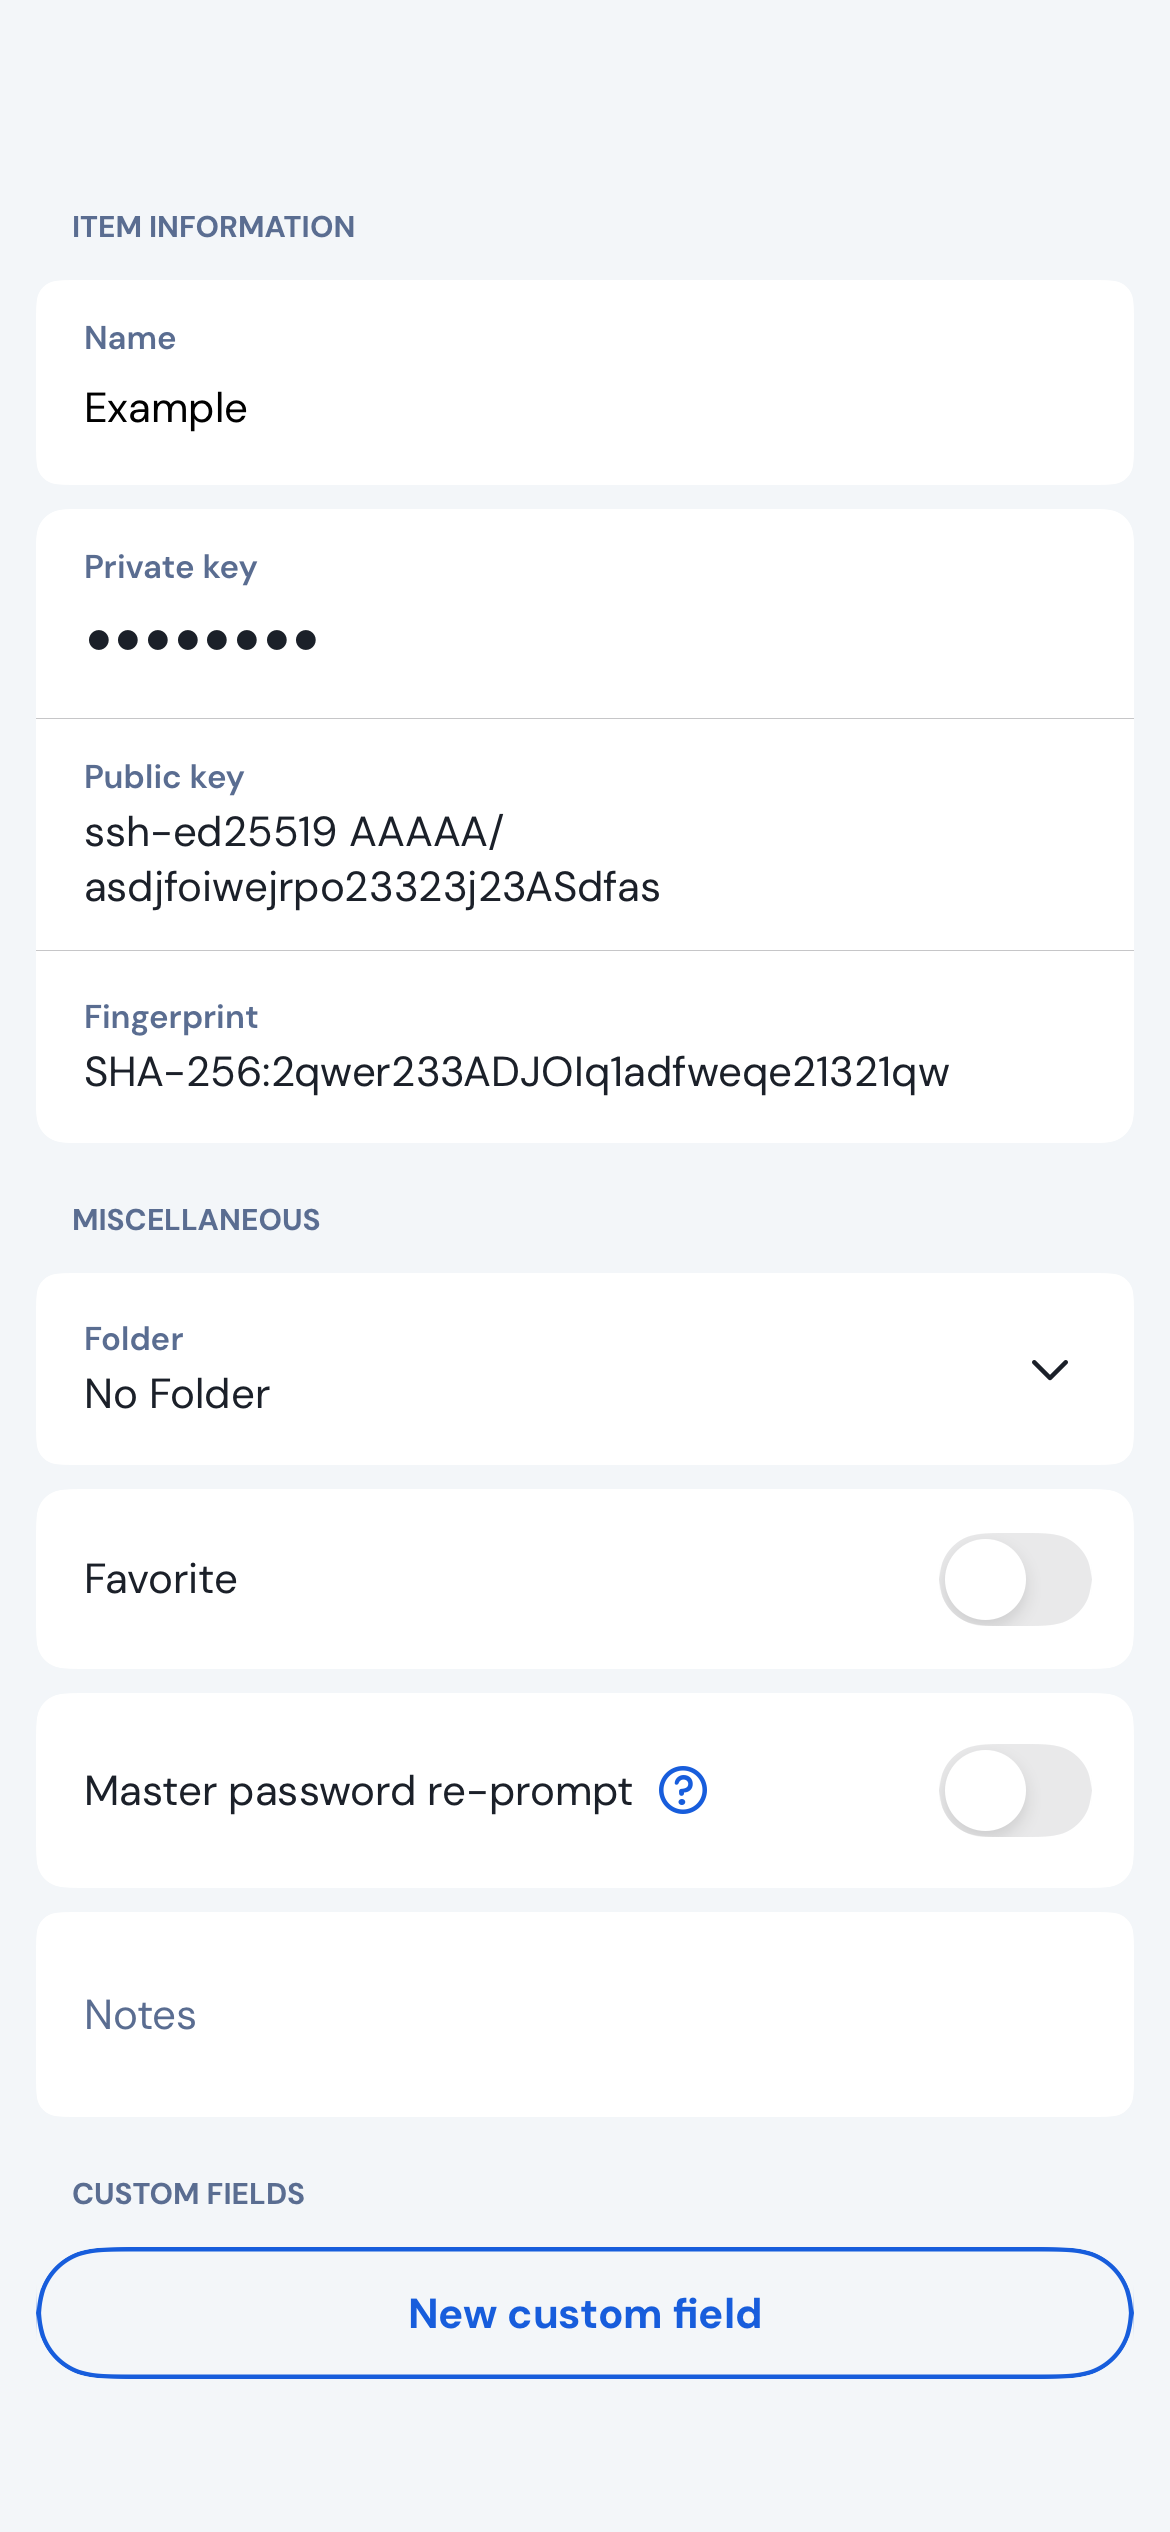 ITEM INFORMATION
Name
Example
Private key
●●●●●●●●
Public key
ssh-ed25519 AAAAA/
asdjfoiwejrpo23323j23ASdfas
Fingerprint
SHA-256:2qwer233ADJOIq1adfweqe21321qw
MISCELLANEOUS
Folder
No Folder
Favorite
Master password re-prompt
Notes
CUSTOM FIELDS
New custom field